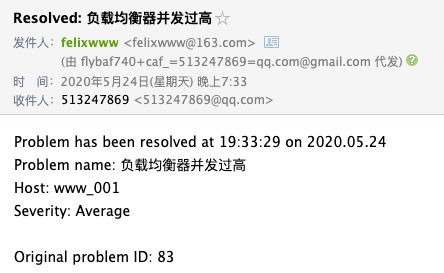 Resolved: 负载均衡器并发过高☆
发件人：felixwww <felixwww@163.com>
(由 flybaf740+caf_=513247869=qq.com@gmail.com 代发)
时　间：2020年5月24日(星期天) 晚上7:33
收件人：513247869 <513247869@qq.com>
Problem has been resolved at 19:33:29 on 2020.05.24
Problem name: 负载均衡器并发过高
Host: www_001
Severity: Average
Original problem ID: 83